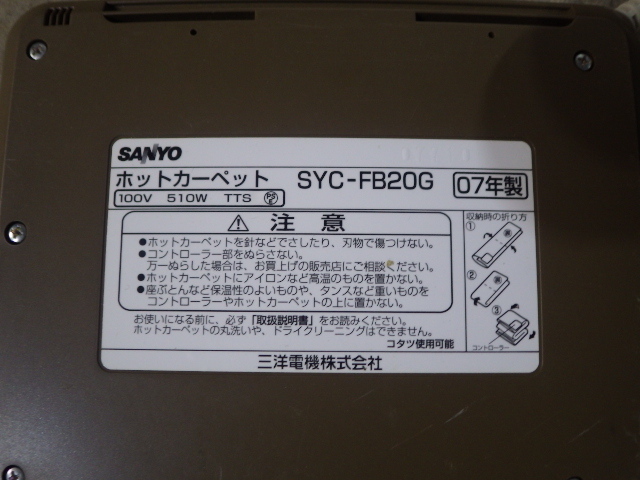 SANYO
ホットカーペット SYC-FB20G 07年製
100V 510W TTS PSE
注意
●ホットカーペットを針などでさしたり、刃物で傷つけない。
●コントローラー部をぬらさない。
万一ぬらした場合は、お買上げの販売店にご相談ください。
●ホットカーペットにアイロンなど高温のものを置かない。
●座ぶとんなど保温性のよいものや、タンスなど重いものを
コントローラーやホットカーペットの上に置かない。
お使いになる前に、必ず「取扱説明書」をお読みください。
ホットカーペットの丸洗いや、ドライクリーニングはできません。
コタツ使用可能
収納時の折り方
①
②
③
コントローラー
三洋電機株式会社